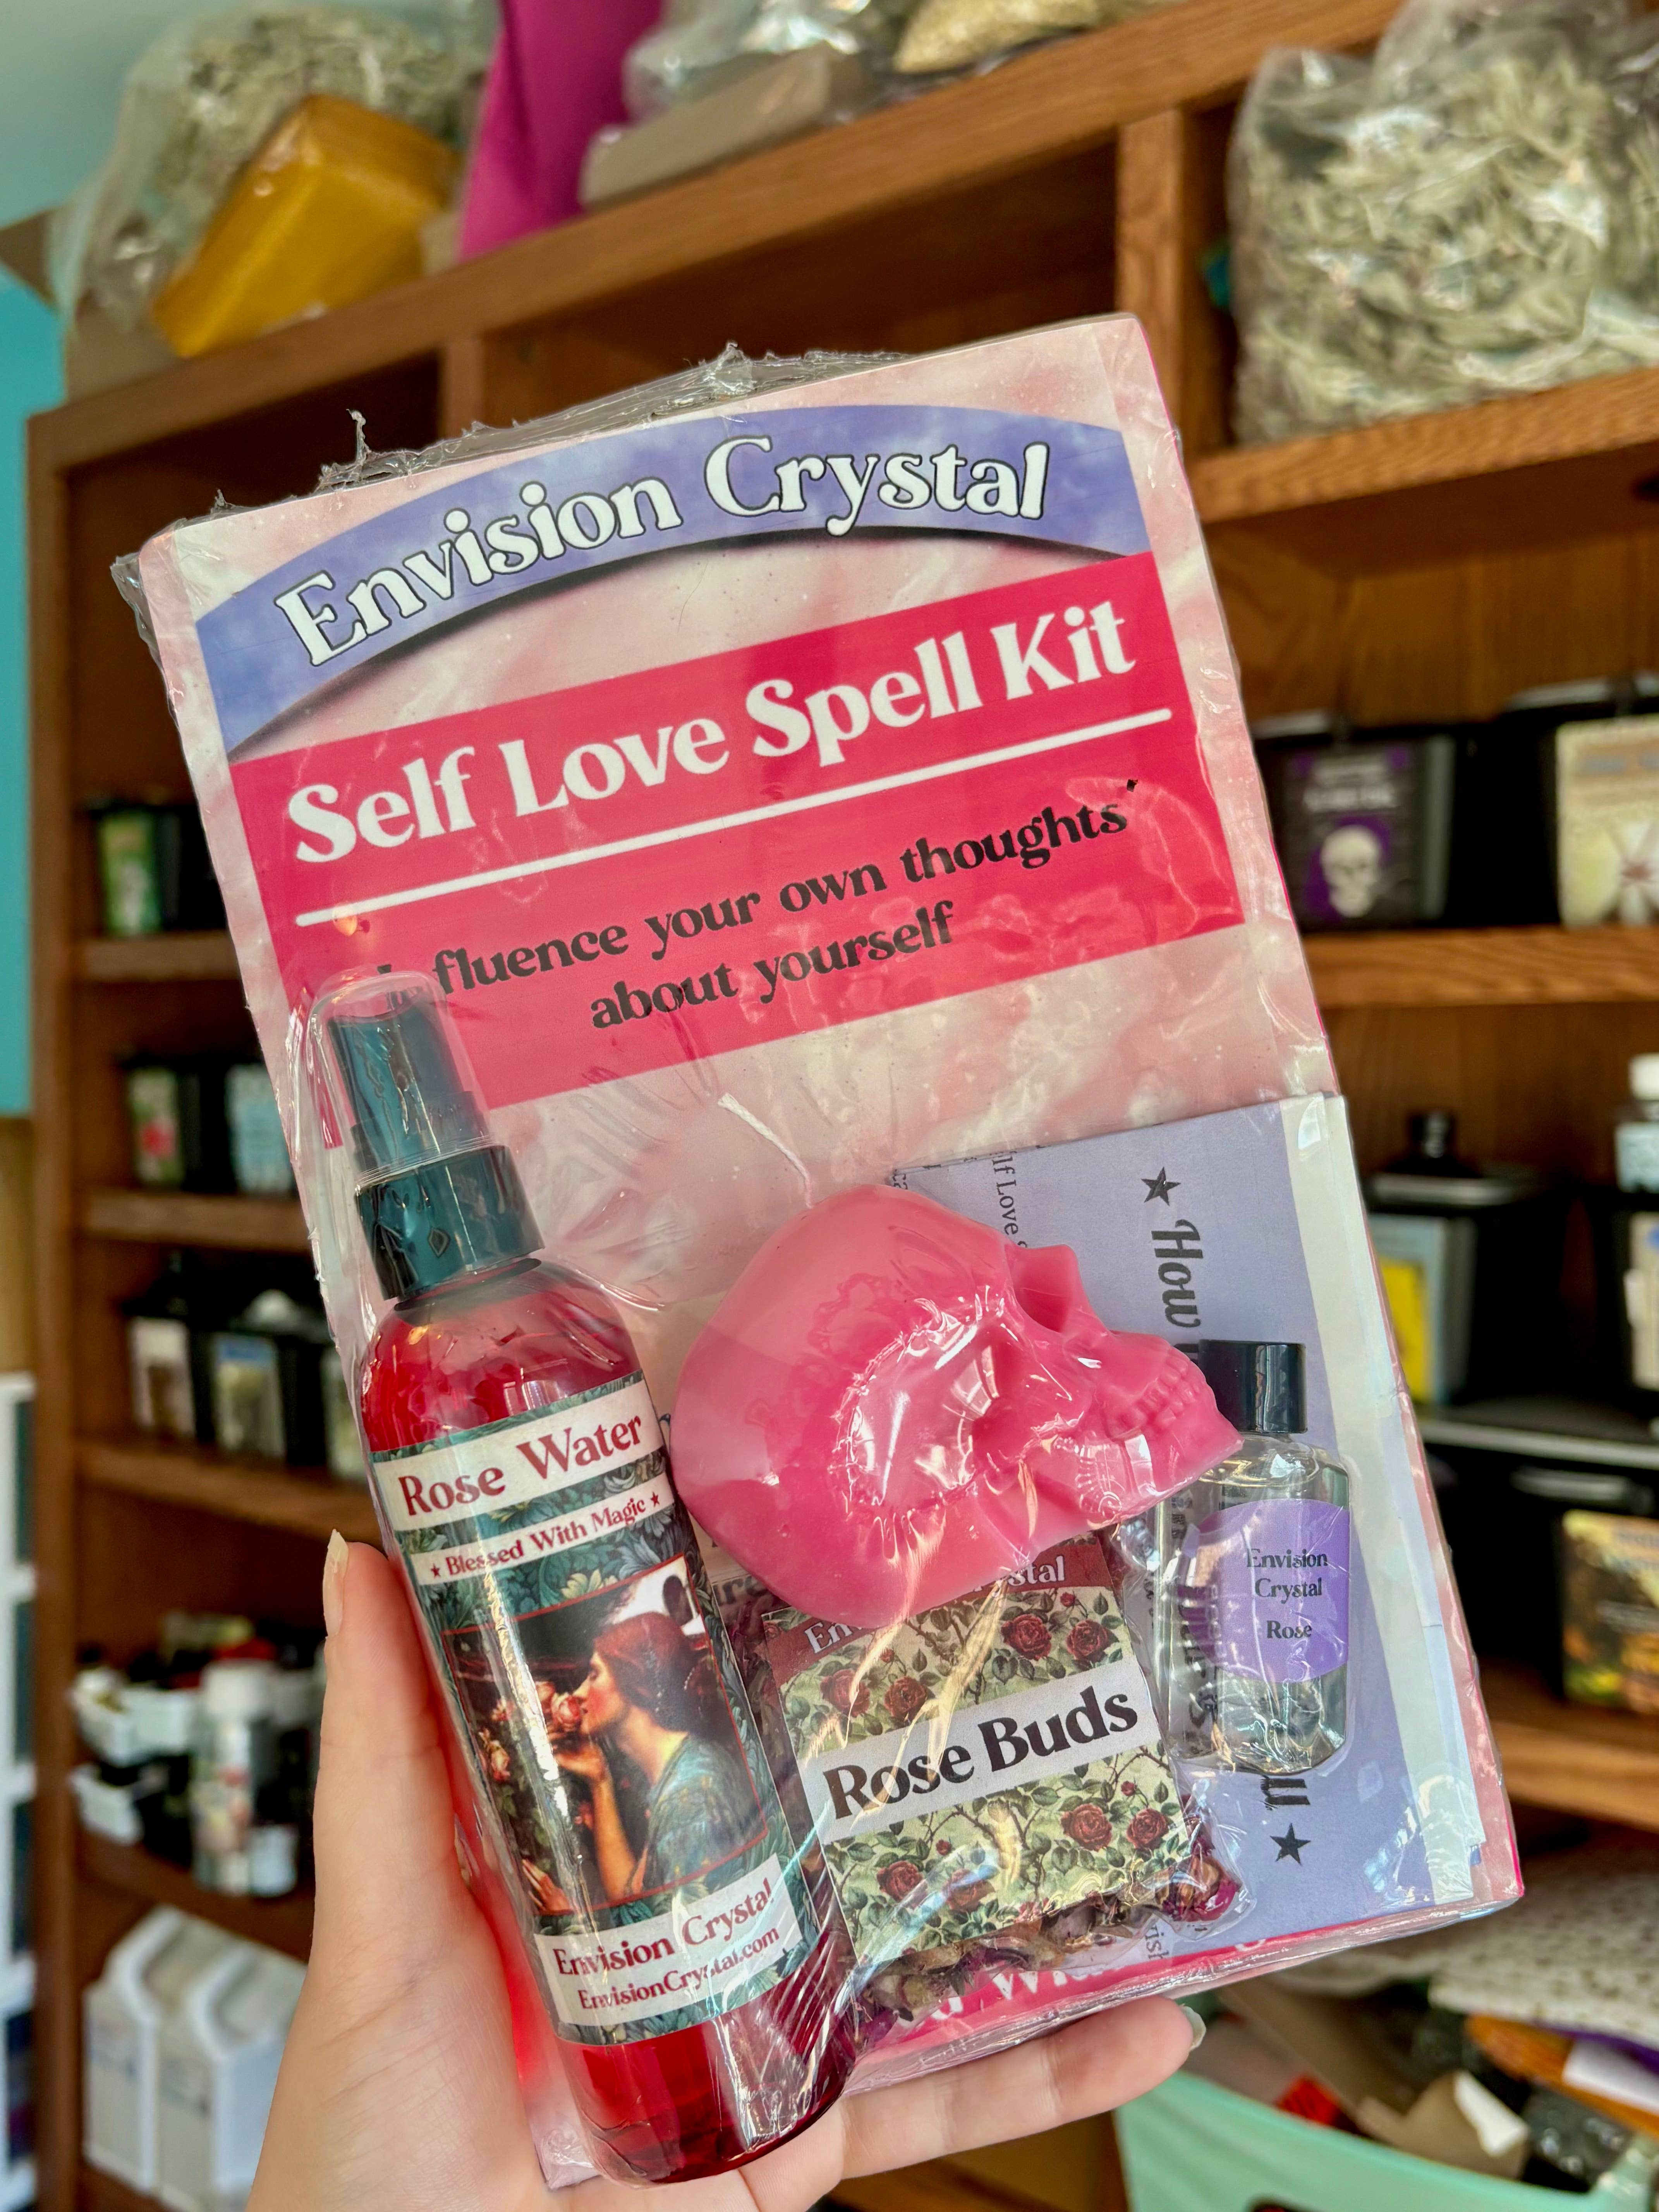 Envision Crystal
Self Love Spell Kit
Influence your own thoughts
about yourself
★ How
Rose Water
★ Blessed With Magic ★
Envision Crystal
EnvisionCrystal.com
Rose Buds
Envision
Crystal
Rose